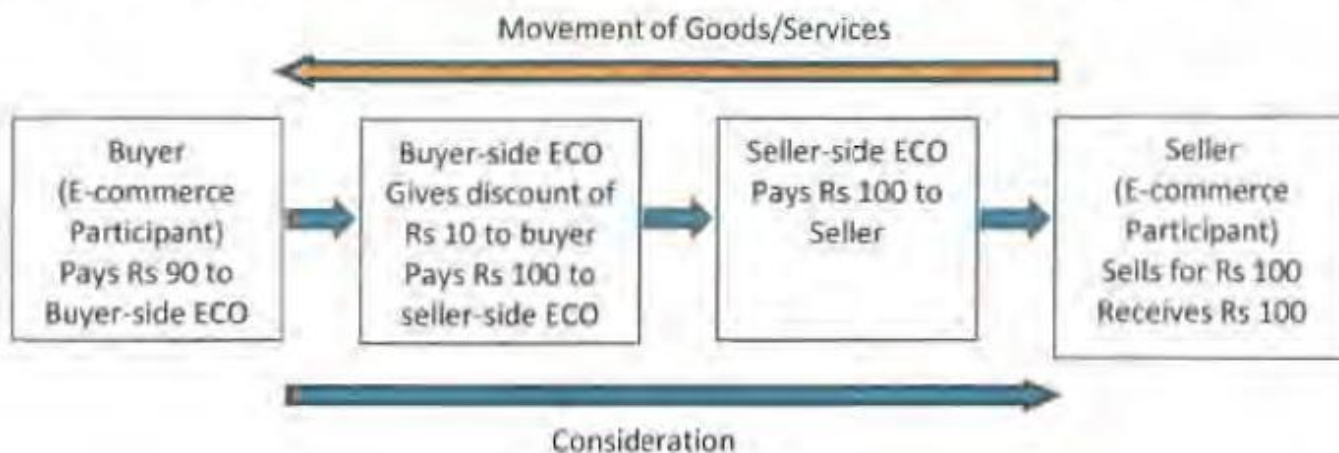 Movement of Goods/Services
Buyer
(E-commerce
Participant)
Pays Rs 90 to
Buyer-side ECO
Buyer-side ECO
Gives discount of
Rs 10 to buyer
Pays Rs 100 to
seller-side ECO
Seller-side ECO
Pays Rs 100 to
Seller
Seller
(E-commerce
Participant)
Sells for Rs 100
Receives Rs 100
Consideration